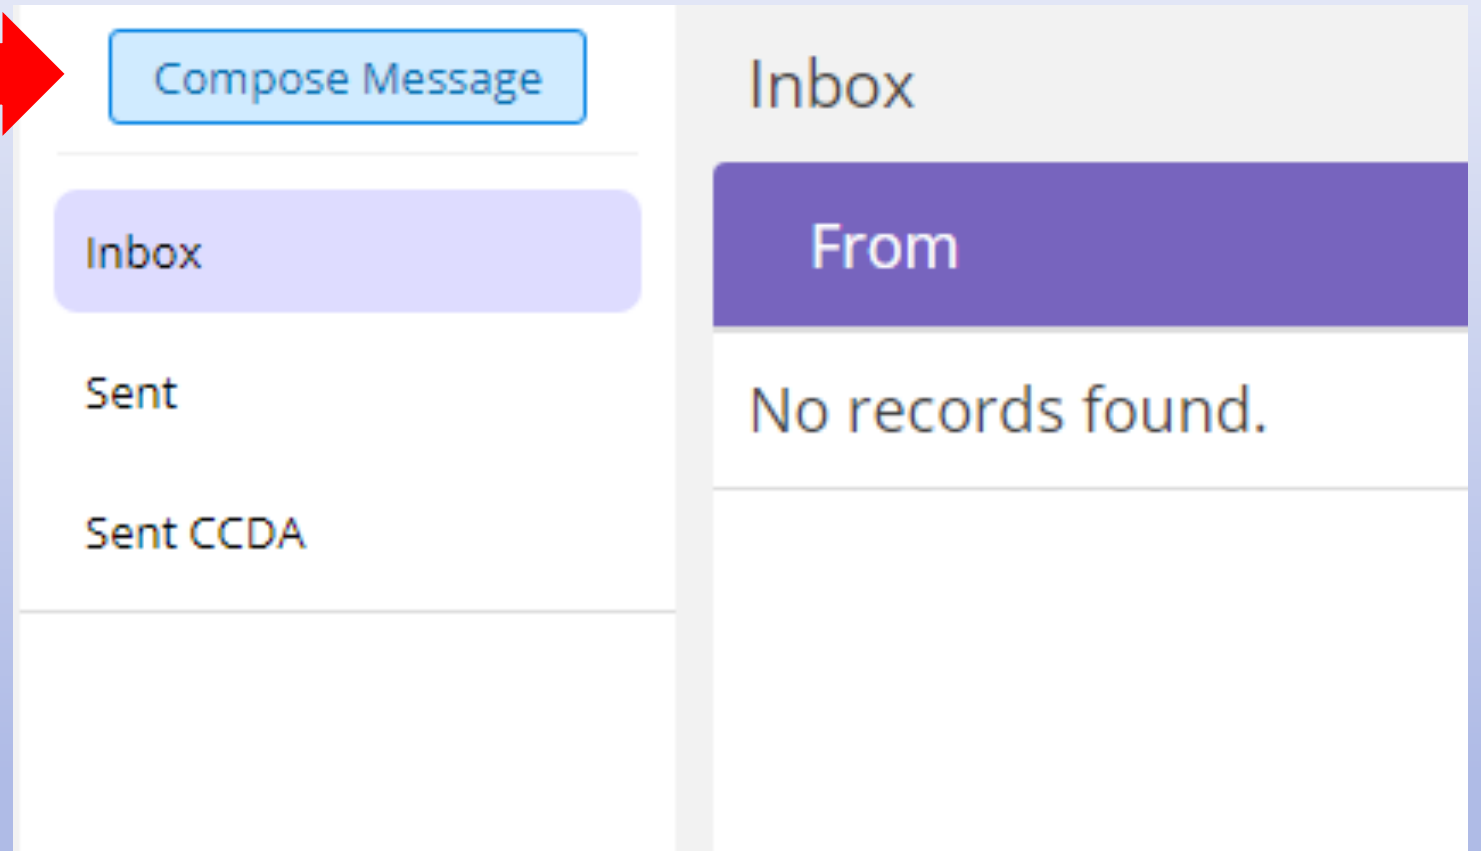 Compose Message
Inbox
Sent
Sent CCDA
Inbox
From
No records found.